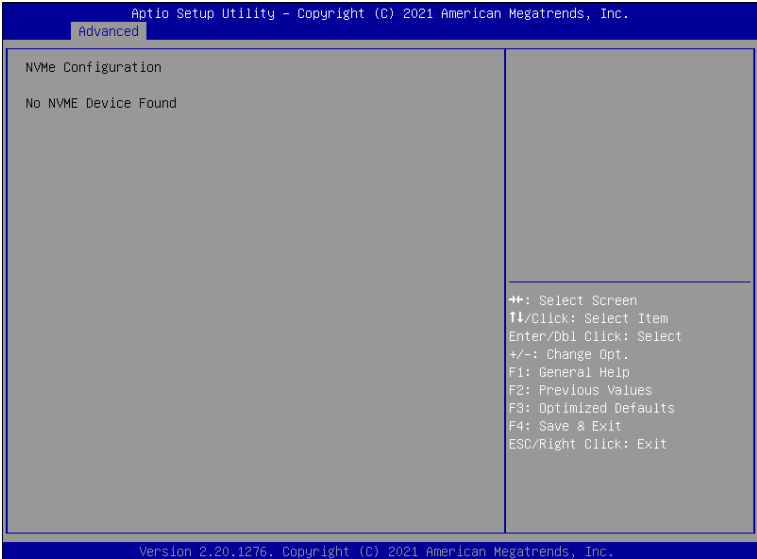 Aptio Setup Utility – Copyright (C) 2021 American Megatrends, Inc.
Advanced
NVMe Configuration
No NVME Device Found
→←: Select Screen
↑↓/Click: Select Item
Enter/Dbl Click: Select
+/-: Change Opt.
F1: General Help
F2: Previous Values
F3: Optimized Defaults
F4: Save & Exit
ESC/Right Click: Exit
Version 2.20.1276. Copyright (C) 2021 American Megatrends, Inc.